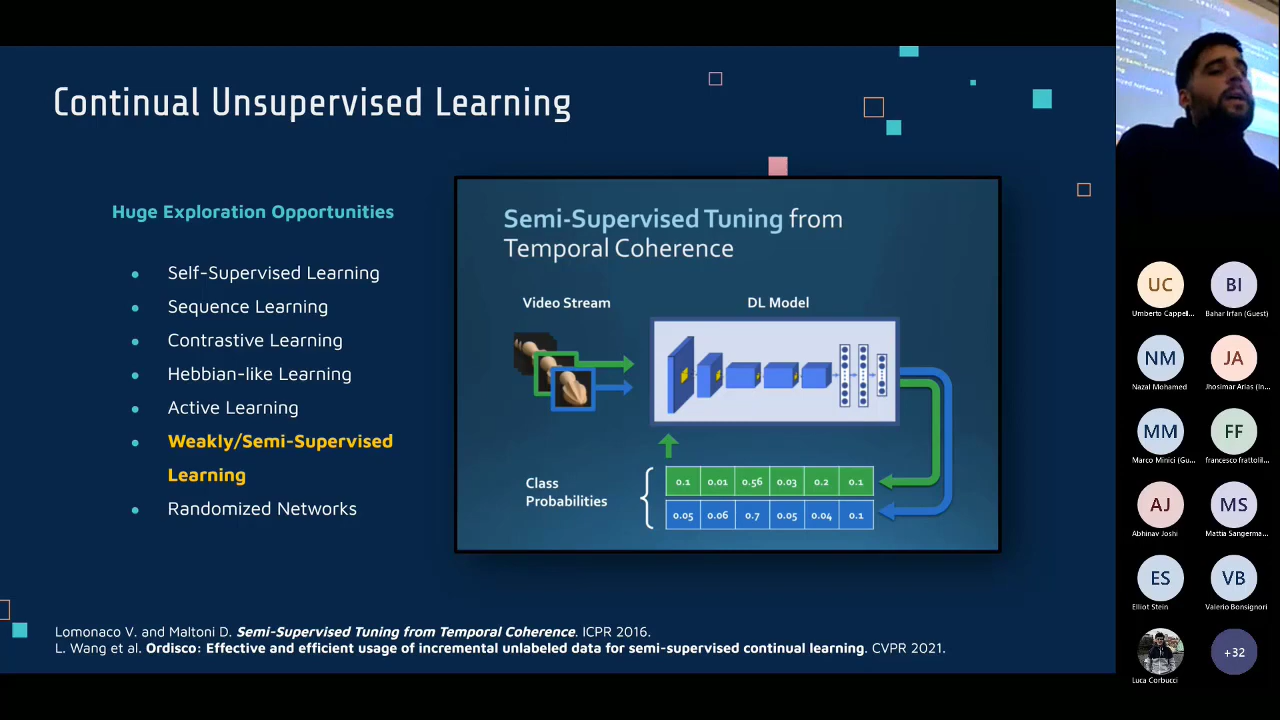 Continual Unsupervised Learning
Huge Exploration Opportunities
Self-Supervised Learning
Sequence Learning
Contrastive Learning
Hebbian-like Learning
Active Learning
Weakly/Semi-Supervised
Learning
Randomized Networks
Semi-Supervised Tuning from
Temporal Coherence
Video Stream
DL Model
Class
Probabilities
0.1 0.01 0.56 0.03 0.2 0.1
0.05 0.06 0.7 0.05 0.04 0.1
Lomonaco V. and Maltoni D. Semi-Supervised Tuning from Temporal Coherence. ICPR 2016.
L. Wang et al. Ordisco: Effective and efficient usage of incremental unlabeled data for semi-supervised continual learning. CVPR 2021.
UC BI
Umberto Cappell... Bahar Irfan (Guest)
NM JA
Nazal Mohamed Jhosimar Arias (In...
MM FF
Marco Minici (Gu... francesco frattolil...
AJ MS
Abhinav Joshi Mattia Sangerma...
ES VB
Elliot Stein Valerio Bonsignori
+32
Luca Corbucci